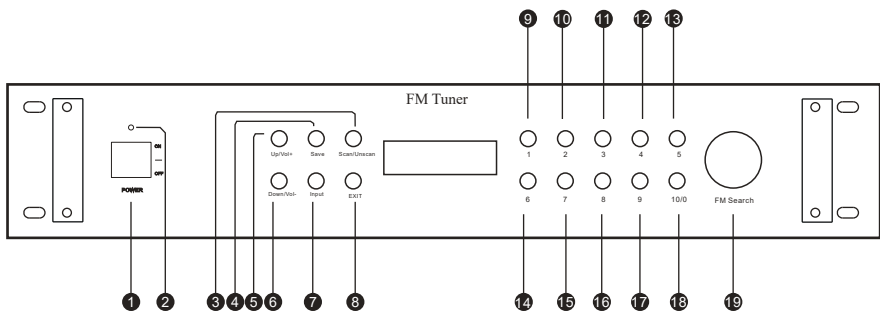 9 10 11 12 13
FM Tuner
ON
OFF
POWER
Up/Vol+ Save Scan/Unscan
1 2 3 4 5
Down/Vol- Input EXIT
6 7 8 9 10/0
FM Search
1 2 3 4 5 6 7 8 14 15 16 17 18 19